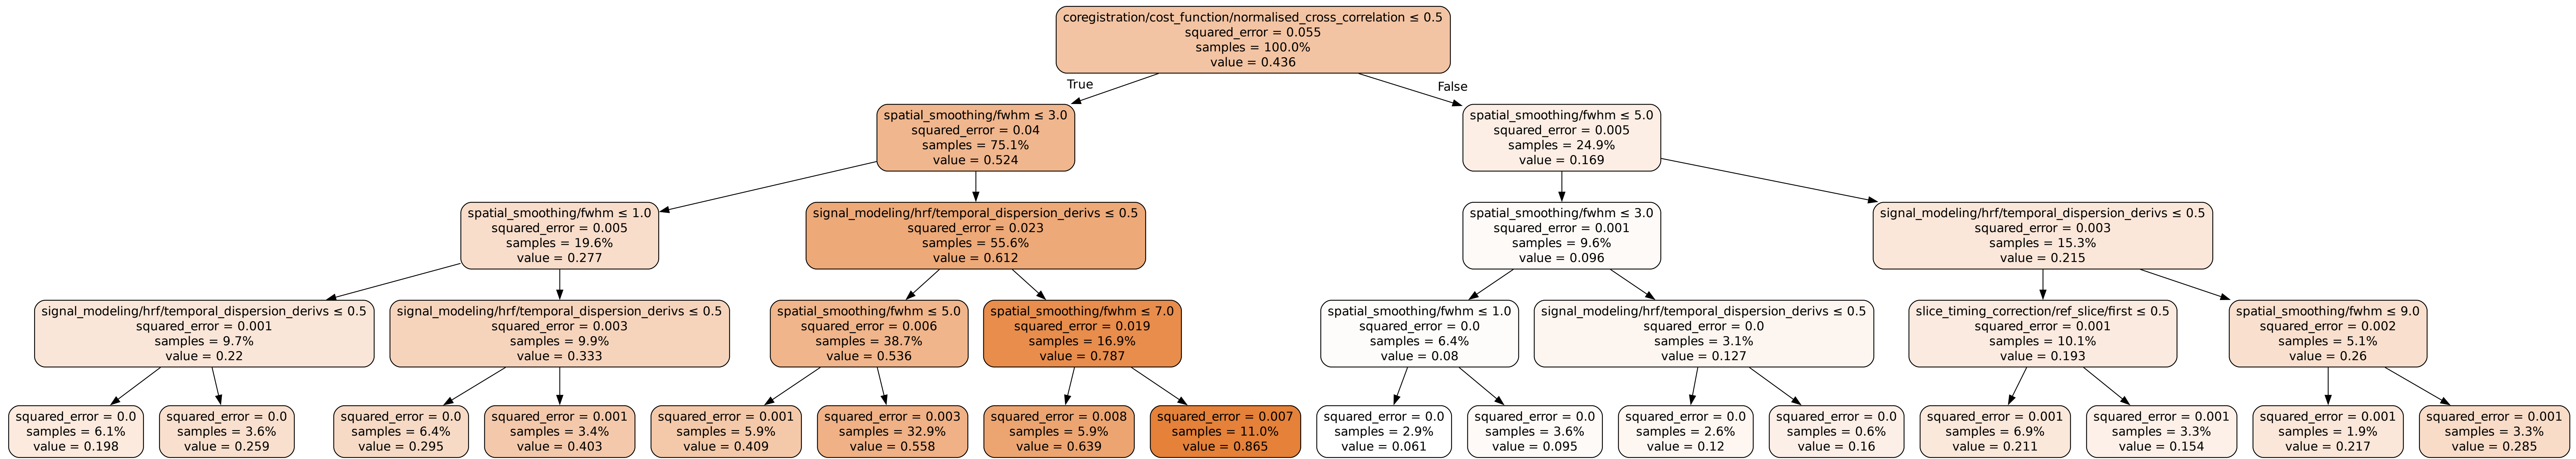 coregistration/cost_function/normalised_cross_correlation ≤ 0.5
squared_error = 0.055
samples = 100.0%
value = 0.436
True
False
spatial_smoothing/fwhm ≤ 3.0
squared_error = 0.04
samples = 75.1%
value = 0.524
spatial_smoothing/fwhm ≤ 5.0
squared_error = 0.005
samples = 24.9%
value = 0.169
spatial_smoothing/fwhm ≤ 1.0
squared_error = 0.005
samples = 19.6%
value = 0.277
signal_modeling/hrf/temporal_dispersion_derivs ≤ 0.5
squared_error = 0.023
samples = 55.6%
value = 0.612
spatial_smoothing/fwhm ≤ 3.0
squared_error = 0.001
samples = 9.6%
value = 0.096
signal_modeling/hrf/temporal_dispersion_derivs ≤ 0.5
squared_error = 0.003
samples = 15.3%
value = 0.215
signal_modeling/hrf/temporal_dispersion_derivs ≤ 0.5
squared_error = 0.001
samples = 9.7%
value = 0.22
signal_modeling/hrf/temporal_dispersion_derivs ≤ 0.5
squared_error = 0.003
samples = 9.9%
value = 0.333
spatial_smoothing/fwhm ≤ 5.0
squared_error = 0.006
samples = 38.7%
value = 0.536
spatial_smoothing/fwhm ≤ 7.0
squared_error = 0.019
samples = 16.9%
value = 0.787
spatial_smoothing/fwhm ≤ 1.0
squared_error = 0.0
samples = 6.4%
value = 0.08
signal_modeling/hrf/temporal_dispersion_derivs ≤ 0.5
squared_error = 0.0
samples = 3.1%
value = 0.127
slice_timing_correction/ref_slice/first ≤ 0.5
squared_error = 0.001
samples = 10.1%
value = 0.193
spatial_smoothing/fwhm ≤ 9.0
squared_error = 0.002
samples = 5.1%
value = 0.26
squared_error = 0.0
samples = 6.1%
value = 0.198
squared_error = 0.0
samples = 3.6%
value = 0.259
squared_error = 0.0
samples = 6.4%
value = 0.295
squared_error = 0.001
samples = 3.4%
value = 0.403
squared_error = 0.001
samples = 5.9%
value = 0.409
squared_error = 0.003
samples = 32.9%
value = 0.558
squared_error = 0.008
samples = 5.9%
value = 0.639
squared_error = 0.007
samples = 11.0%
value = 0.865
squared_error = 0.0
samples = 2.9%
value = 0.061
squared_error = 0.0
samples = 3.6%
value = 0.095
squared_error = 0.0
samples = 2.6%
value = 0.12
squared_error = 0.0
samples = 0.6%
value = 0.16
squared_error = 0.001
samples = 6.9%
value = 0.211
squared_error = 0.001
samples = 3.3%
value = 0.154
squared_error = 0.001
samples = 1.9%
value = 0.217
squared_error = 0.001
samples = 3.3%
value = 0.285